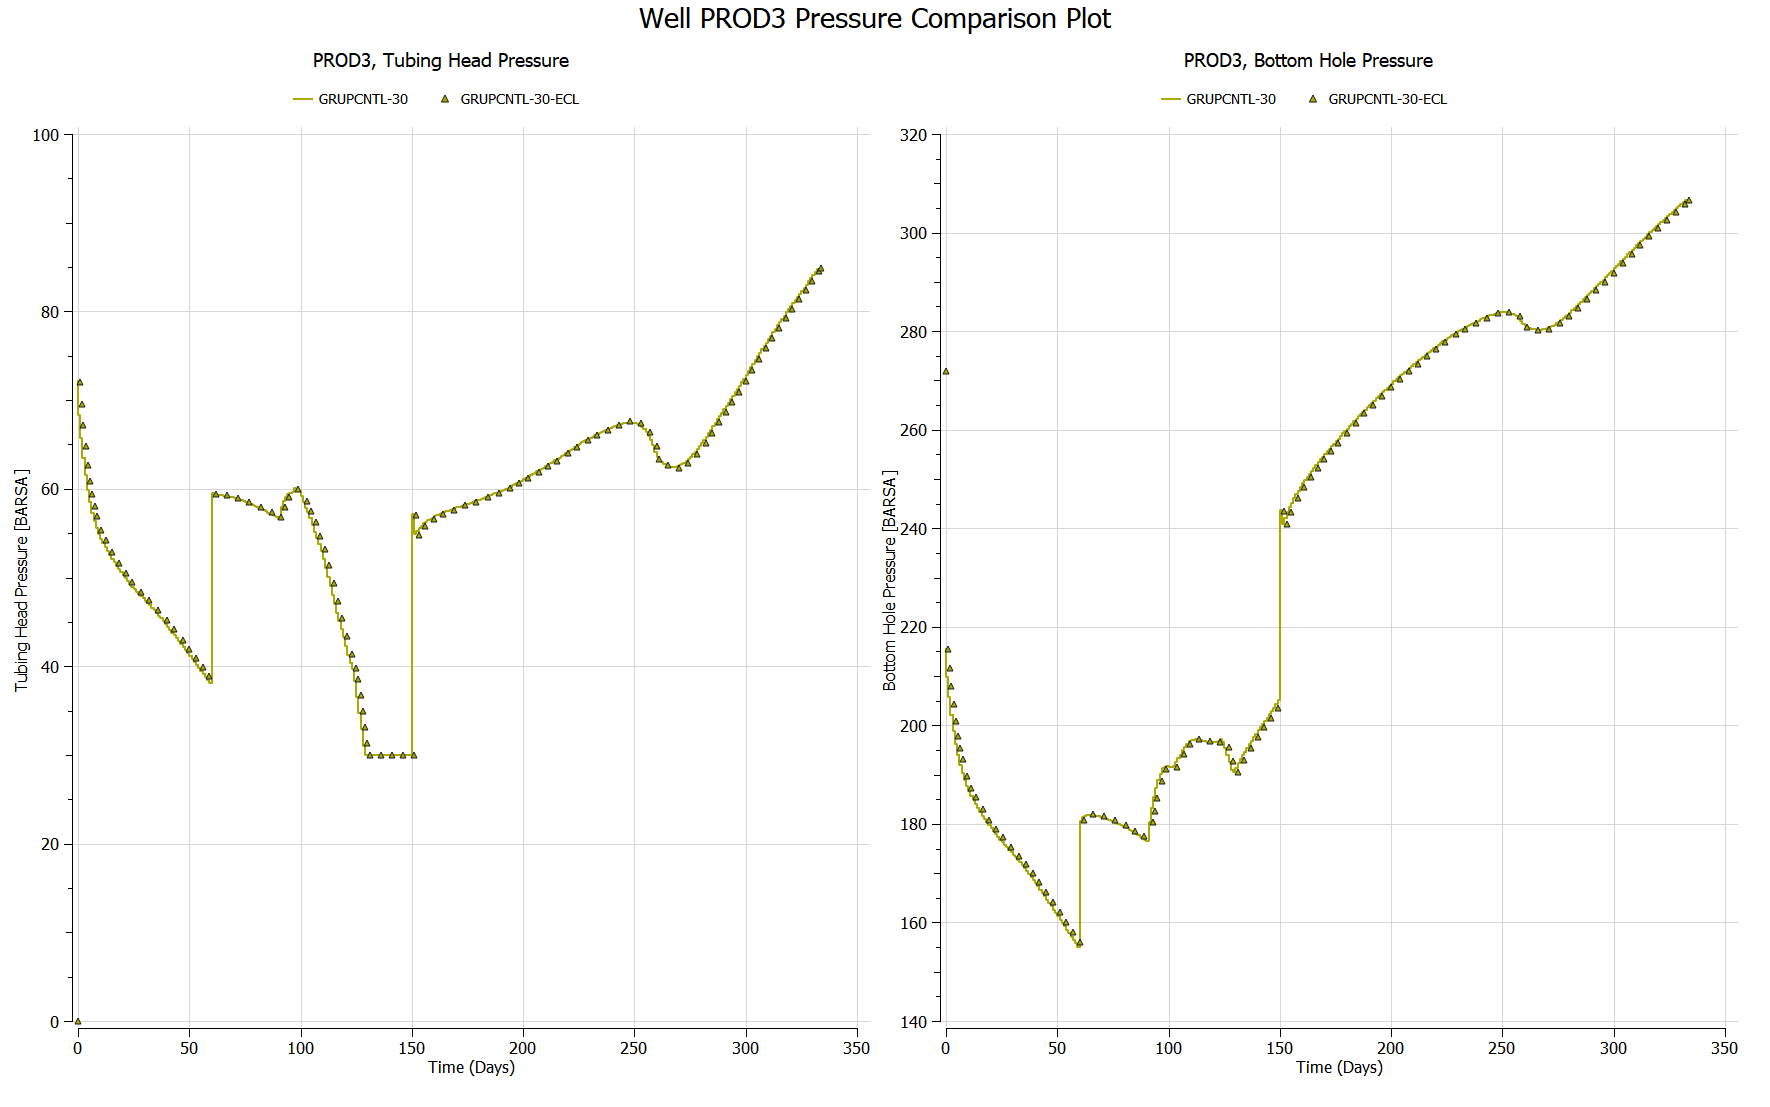 Well PROD3 Pressure Comparison Plot
PROD3, Tubing Head Pressure
GRUPCNTL-30 GRUPCNTL-30-ECL
100
80
60
40
20
0
Tubing Head Pressure [BARSA]
0 50 100 150 200 250 300 350
Time (Days)
PROD3, Bottom Hole Pressure
GRUPCNTL-30 GRUPCNTL-30-ECL
320
300
280
260
240
220
200
180
160
140
Bottom Hole Pressure [BARSA]
0 50 100 150 200 250 300 350
Time (Days)